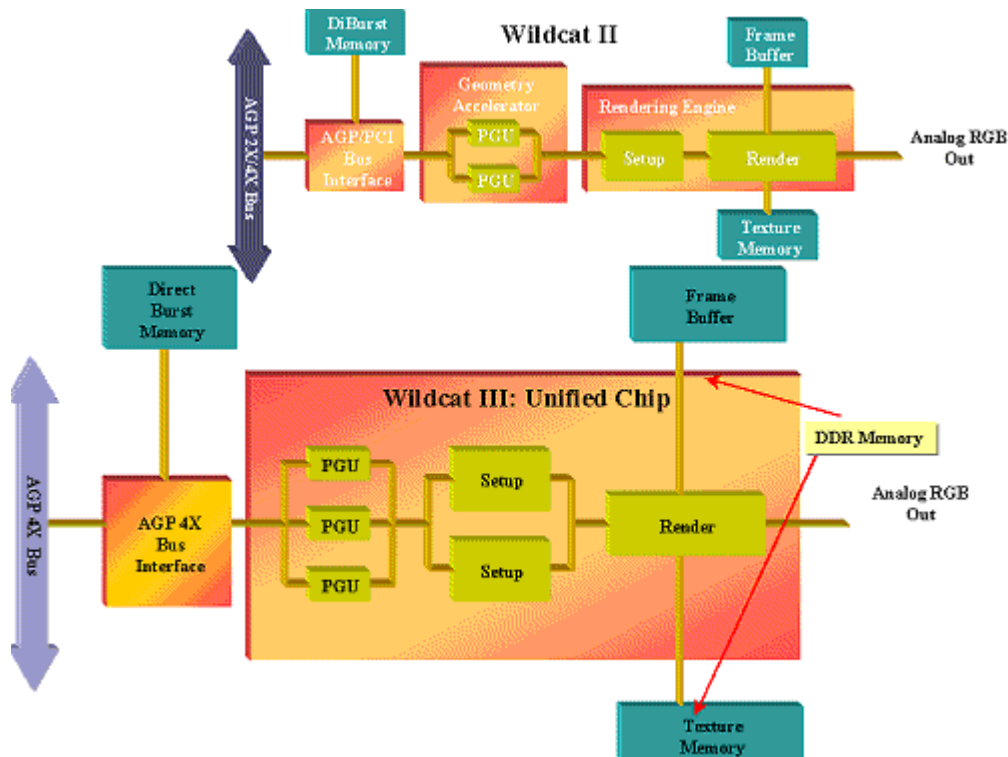 Wildcat II
DiBurst
Memory
Frame
Buffer
AGP 2X/4X Bus
AGP/PCI
Bus
Interface
Geometry
Accelerator
PGU
PGU
Rendering Engine
Setup
Render
Analog RGB
Out
Texture
Memory
Direct
Burst
Memory
Frame
Buffer
Wildcat III: Unified Chip
DDR Memory
AGP 4X Bus
AGP 4X
Bus
Interface
PGU
PGU
PGU
Setup
Setup
Render
Analog RGB
Out
Texture
Memory